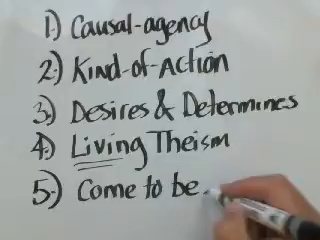 1.) Causal-agency
2.) Kind-of-Action
3.) Desires & Determines
4.) Living Theism
5.) Come to be.